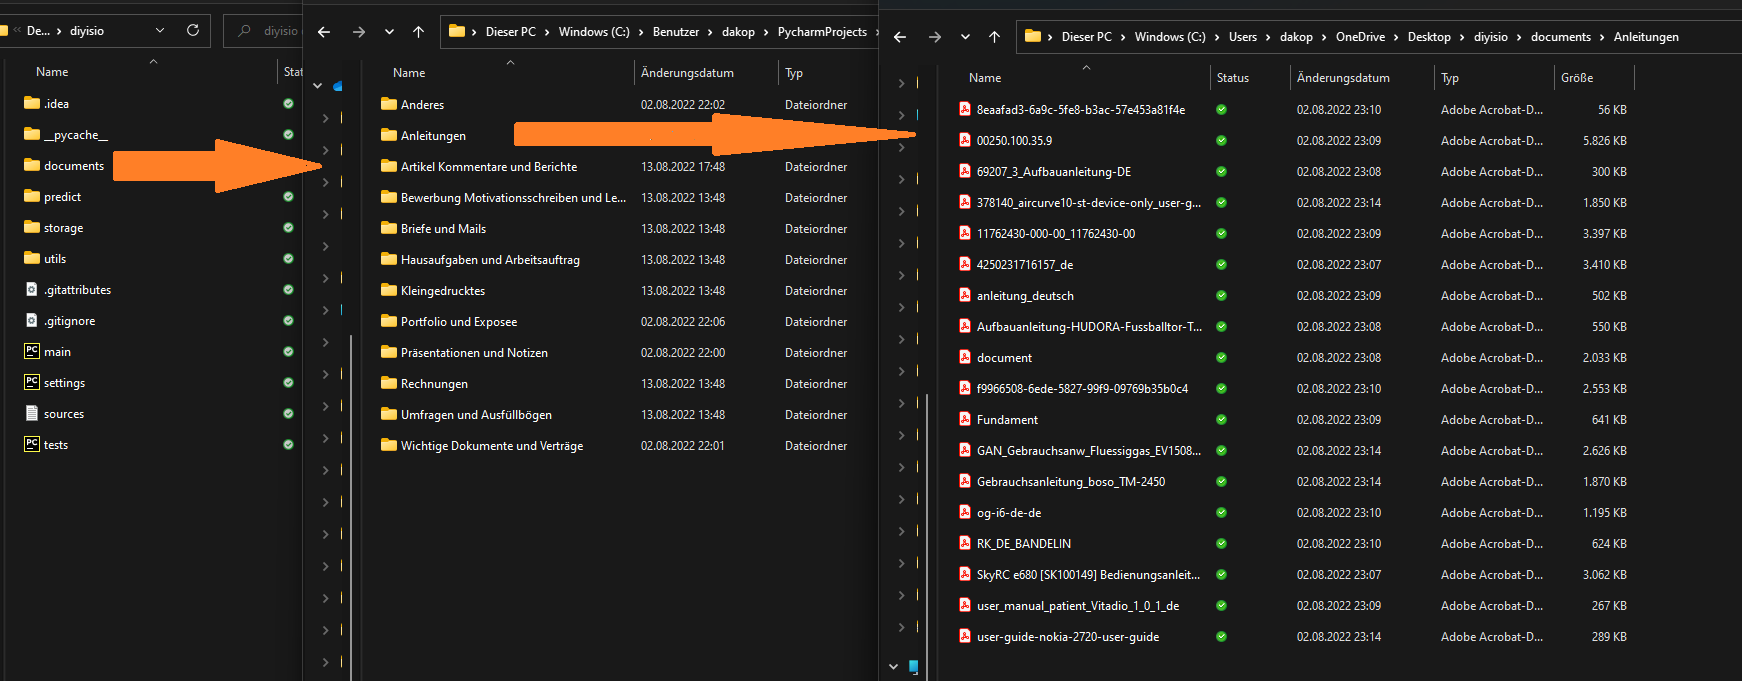 De... › diyisio
diyisio
Name
Stat
.idea
__pycache__
documents
predict
storage
utils
.gitattributes
.gitignore
main
settings
sources
tests
Dieser PC › Windows (C:) › Benutzer › dakop › PycharmProjects ›
Name Änderungsdatum Typ
Anderes 02.08.2022 22:02 Dateiordner
Anleitungen
Artikel Kommentare und Berichte 13.08.2022 17:48 Dateiordner
Bewerbung Motivationsschreiben und Le... 13.08.2022 13:48 Dateiordner
Briefe und Mails 13.08.2022 13:48 Dateiordner
Hausaufgaben und Arbeitsauftrag 13.08.2022 13:48 Dateiordner
Kleingedrucktes 13.08.2022 13:48 Dateiordner
Portfolio und Exposee 02.08.2022 22:06 Dateiordner
Präsentationen und Notizen 02.08.2022 22:00 Dateiordner
Rechnungen 13.08.2022 13:48 Dateiordner
Umfragen und Ausfüllbögen 13.08.2022 13:48 Dateiordner
Wichtige Dokumente und Verträge 02.08.2022 22:01 Dateiordner
Dieser PC › Windows (C:) › Users › dakop › OneDrive › Desktop › diyisio › documents › Anleitungen
Name Status Änderungsdatum Typ Größe
8eaafad3-6a9c-5fe8-b3ac-57e453a81f4e 02.08.2022 23:10 Adobe Acrobat-D... 56 KB
00250.100.35.9 02.08.2022 23:10 Adobe Acrobat-D... 5.826 KB
69207_3_Aufbauanleitung-DE 02.08.2022 23:08 Adobe Acrobat-D... 300 KB
378140_aircurve10-st-device-only_user-g... 02.08.2022 23:14 Adobe Acrobat-D... 1.850 KB
11762430-000-00_11762430-00 02.08.2022 23:09 Adobe Acrobat-D... 3.397 KB
4250231716157_de 02.08.2022 23:07 Adobe Acrobat-D... 3.410 KB
anleitung_deutsch 02.08.2022 23:09 Adobe Acrobat-D... 502 KB
Aufbauanleitung-HUDORA-Fussballtor-T... 02.08.2022 23:08 Adobe Acrobat-D... 550 KB
document 02.08.2022 23:08 Adobe Acrobat-D... 2.033 KB
f9966508-6ede-5827-99f9-09769b35b0c4 02.08.2022 23:10 Adobe Acrobat-D... 2.553 KB
Fundament 02.08.2022 23:09 Adobe Acrobat-D... 641 KB
GAN_Gebrauchsanw_Fluessiggas_EV1508... 02.08.2022 23:14 Adobe Acrobat-D... 2.626 KB
Gebrauchsanleitung_boso_TM-2450 02.08.2022 23:14 Adobe Acrobat-D... 1.870 KB
og-i6-de-de 02.08.2022 23:10 Adobe Acrobat-D... 1.195 KB
RK_DE_BANDELIN 02.08.2022 23:10 Adobe Acrobat-D... 624 KB
SkyRC e680 [SK100149] Bedienungsanleit... 02.08.2022 23:07 Adobe Acrobat-D... 3.062 KB
user_manual_patient_Vitadio_1_0_1_de 02.08.2022 23:09 Adobe Acrobat-D... 267 KB
user-guide-nokia-2720-user-guide 02.08.2022 23:14 Adobe Acrobat-D... 289 KB